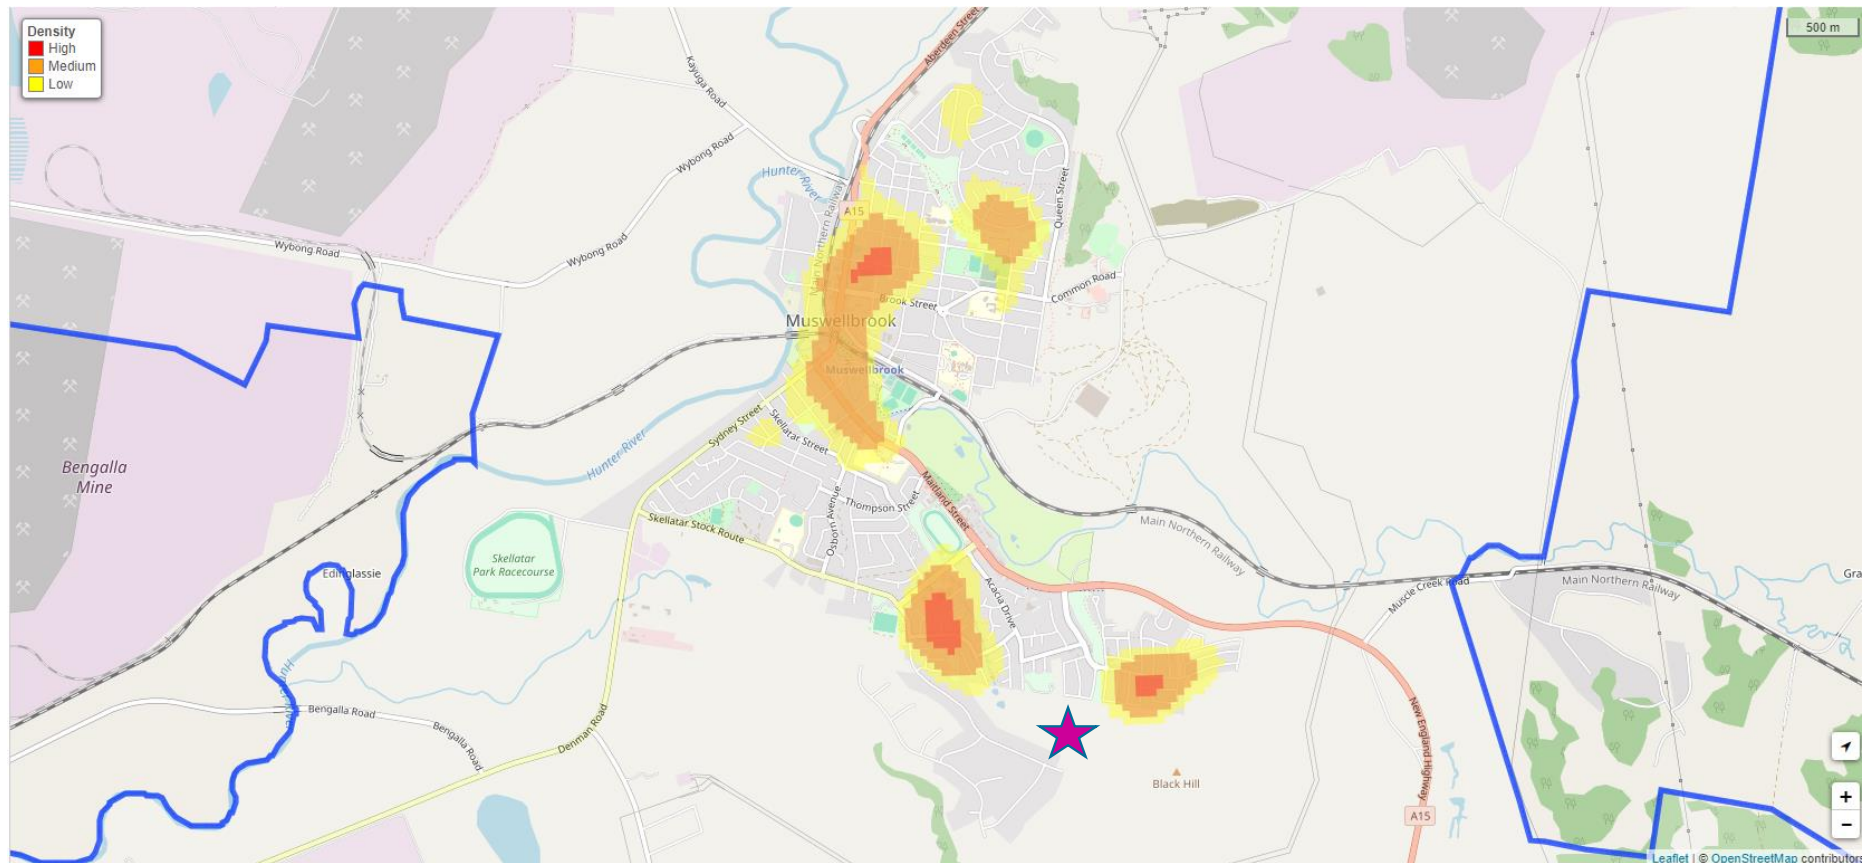 Density
High
Medium
Low
500 m
Aberdeen Street
Kayuga Road
Wybong Road
Hunter River
Main Northern Railway
A15
Queen Street
Wybong Road
Wybong Road
Common Road
Brook Street
Muswellbrook
Muswellbrook
Sydney Street
Skellatar Street
Hunter River
Bengalla
Mine
Maitland Street
Thompson Street
Osborn Avenue
Skellatar Stock Route
Main Northern Railway
Skellatar
Park Racecourse
Edinglassie
Acacia Drive
Muscle Creek Road
Main Northern Railway
Gra
Hunter River
Bengalla Road
Bengalla Road
Denman Road
New England Highway
Black Hill
A15
+
−
Leaflet | © OpenStreetMap contributors